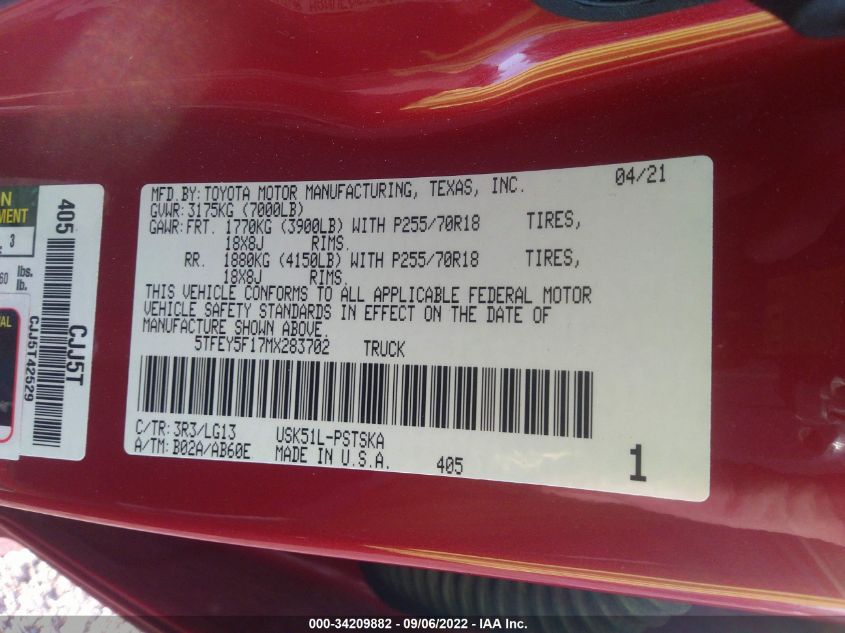 MFD.BY:TOYOTA MOTOR MANUFACTURING, TEXAS, INC. 04/21
GVWR:3175KG (7000LB)
GAWR:FRT. 1770KG (3900LB) WITH P255/70R18 TIRES,
18X8J RIMS.
RR. 1880KG (4150LB) WITH P255/70R18 TIRES,
18X8J RIMS.
THIS VEHICLE CONFORMS TO ALL APPLICABLE FEDERAL MOTOR
VEHICLE SAFETY STANDARDS IN EFFECT ON THE DATE OF
MANUFACTURE SHOWN ABOVE.
5TFEY5F17MX283702 TRUCK
C/TR:3R3/LG13 USK51L-PSTSKA
A/TM:B02A/AB60E MADE IN U.S.A. 405 1
405
CJJ5T
CJJ5T42529
3
60 lbs.
lb.
000-34209882 - 09/06/2022 - IAA Inc.